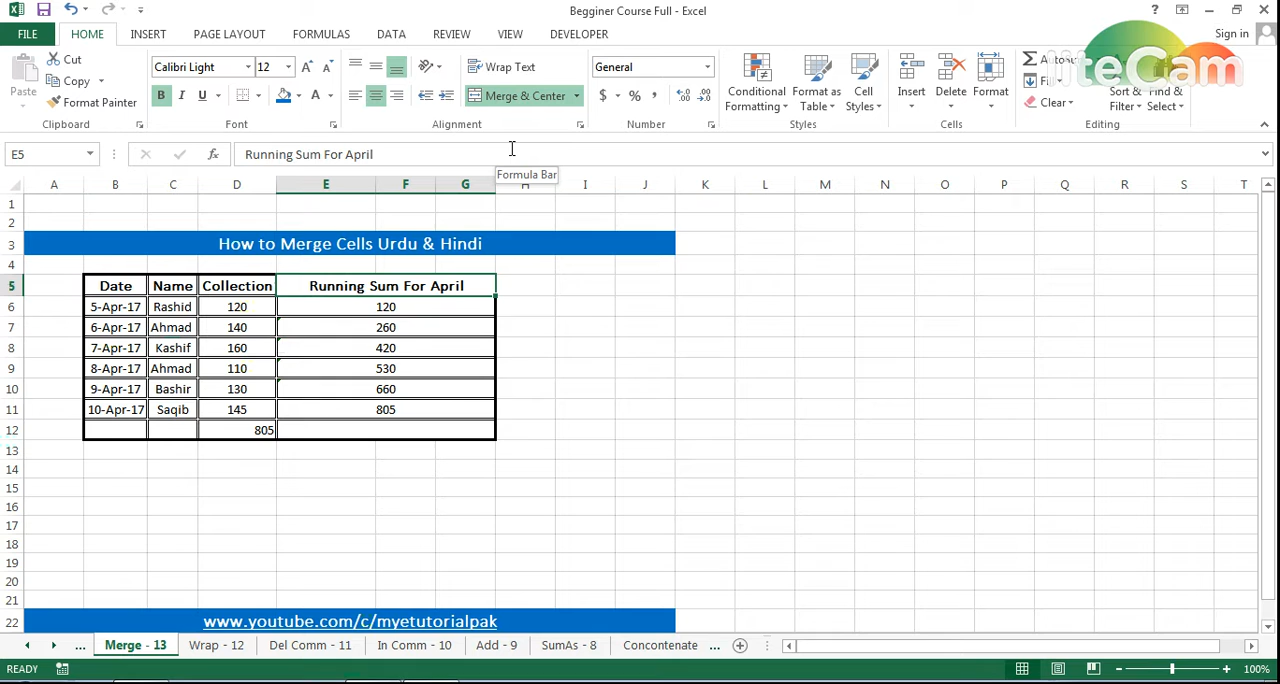 Begginer Course Full - Excel
?
Sign in
FILE HOME INSERT PAGE LAYOUT FORMULAS DATA REVIEW VIEW DEVELOPER
Paste
Cut
Copy
Format Painter
Clipboard
Calibri Light 12
B I U
Font
Wrap Text
Merge & Center
Alignment
General
$ % ,
Number
Conditional Formatting
Format as Table
Cell Styles
Styles
Insert Delete Format
Cells
Fill
Clear
Sort & Filter
Find & Select
Editing
liteCam
E5
fx
Running Sum For April
Formula Bar
A B C D E F G H I J K L M N O P Q R S T
1
2
3 How to Merge Cells Urdu & Hindi
4
5 Date Name Collection Running Sum For April
6 5-Apr-17 Rashid 120 120
7 6-Apr-17 Ahmad 140 260
8 7-Apr-17 Kashif 160 420
9 8-Apr-17 Ahmad 110 530
10 9-Apr-17 Bashir 130 660
11 10-Apr-17 Saqib 145 805
12 805
13
14
15
16
17
18
19
20
21
22 www.youtube.com/c/myetutorialpak
... Merge - 13 Wrap - 12 Del Comm - 11 In Comm - 10 Add - 9 SumAs - 8 Concontenate ...
READY 100%